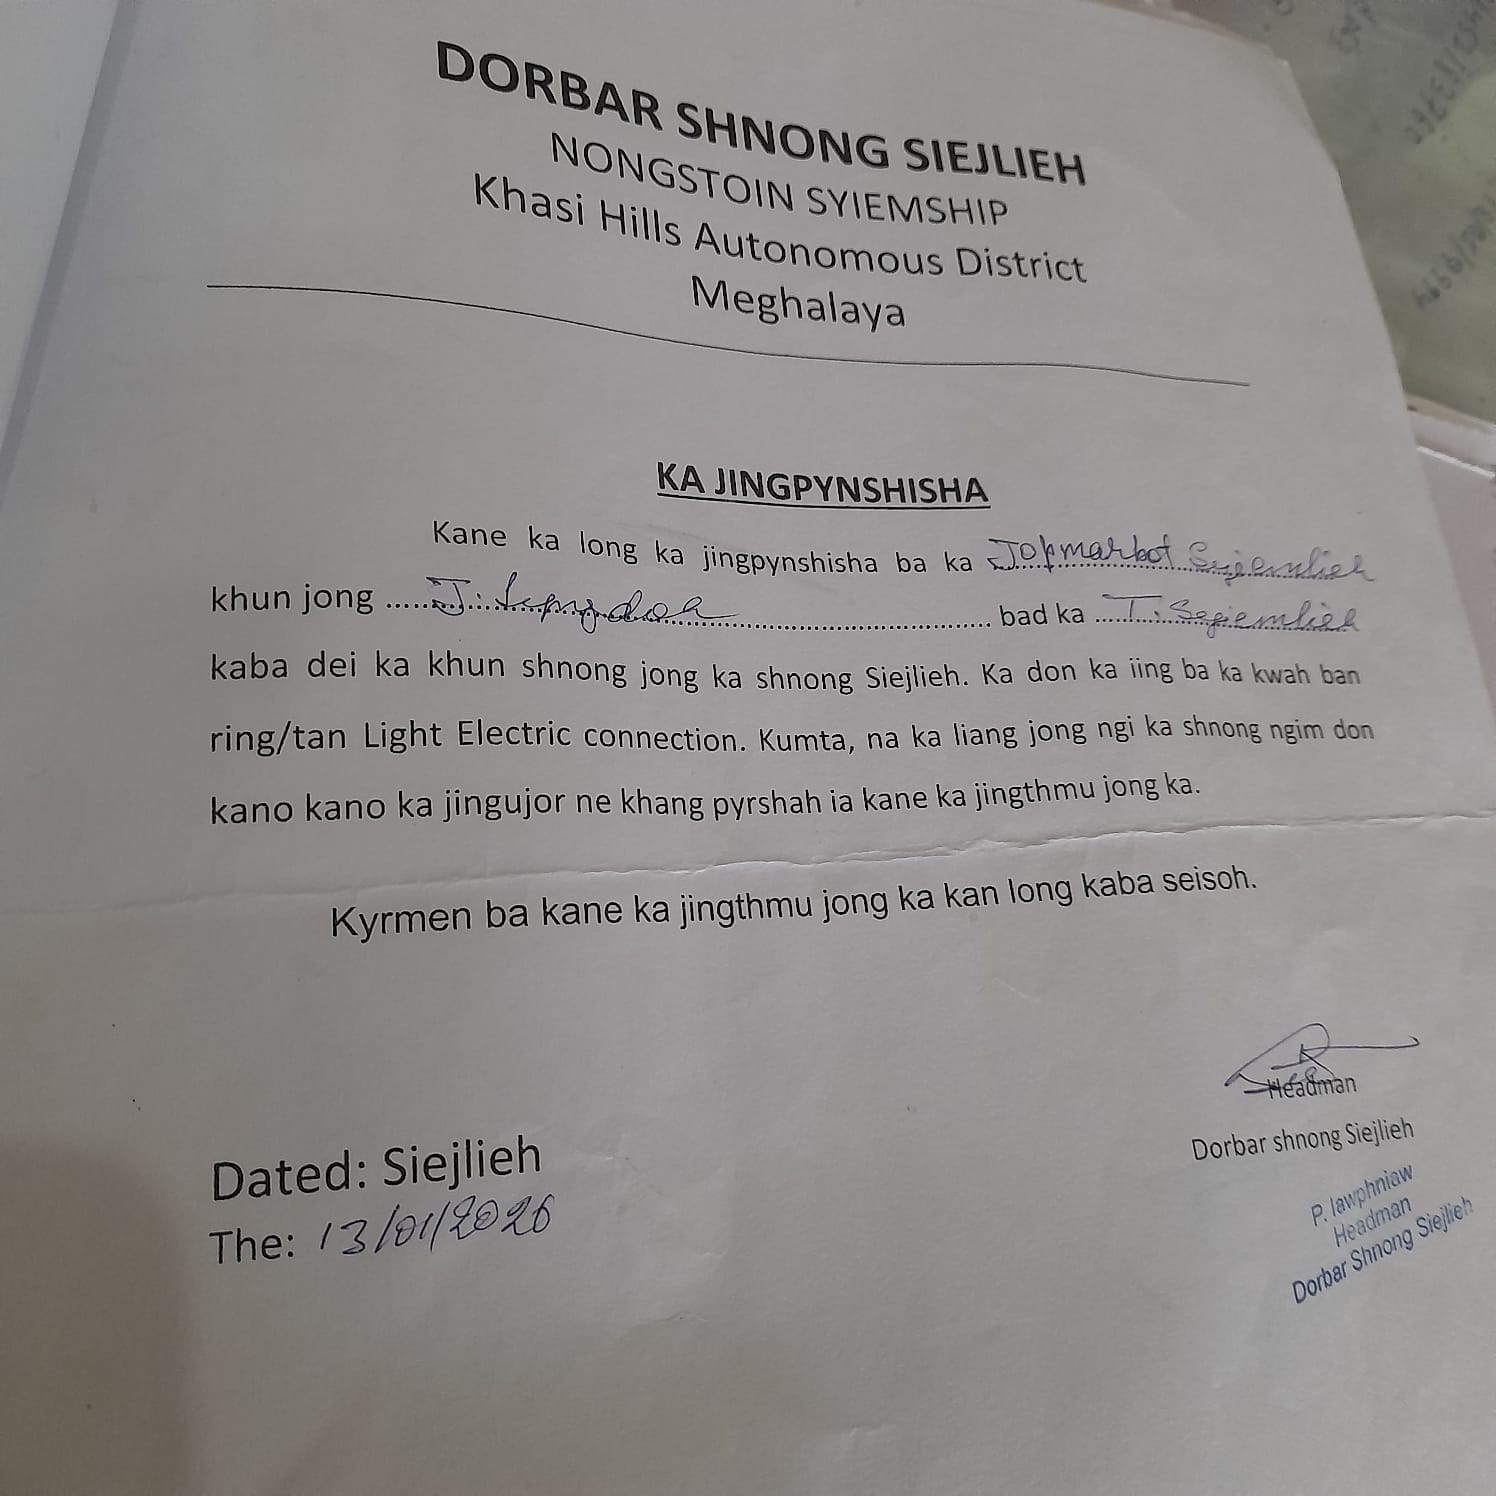 DORBAR SHNONG SIEJLIEH
NONGSTOIN SYIEMSHIP
Khasi Hills Autonomous District
Meghalaya
KA JINGPYNSHISHA
Kane ka long ka jingpynshisha ba ka Jopmarbot Syiemlieh
khun jong ............ J. ............ bad ka ......T. Syiemlieh
kaba dei ka khun shnong jong ka shnong Siejlieh. Ka don ka iing ba ka kwah ban
ring/tan Light Electric connection. Kumta, na ka liang jong ngi ka shnong ngim don
kano kano ka jingujor ne khang pyrshah ia kane ka jingthmu jong ka.
Kyrmen ba kane ka jingthmu jong ka kan long kaba seisoh.
Headman
Dorbar shnong Siejlieh
P. Iawphniaw
Headman
Dorbar Shnong Siejlieh
Dated: Siejlieh
The: 13/01/2026